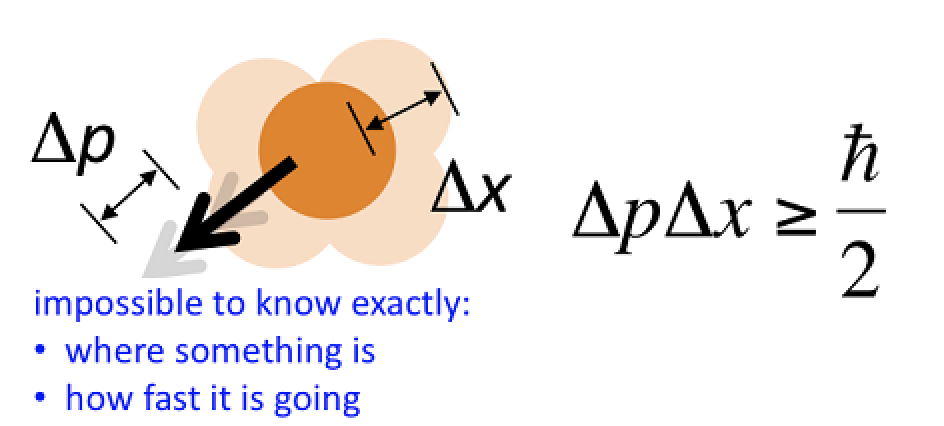 Δp
Δx
ΔpΔx ≥ ħ/2
impossible to know exactly:
• where something is
• how fast it is going